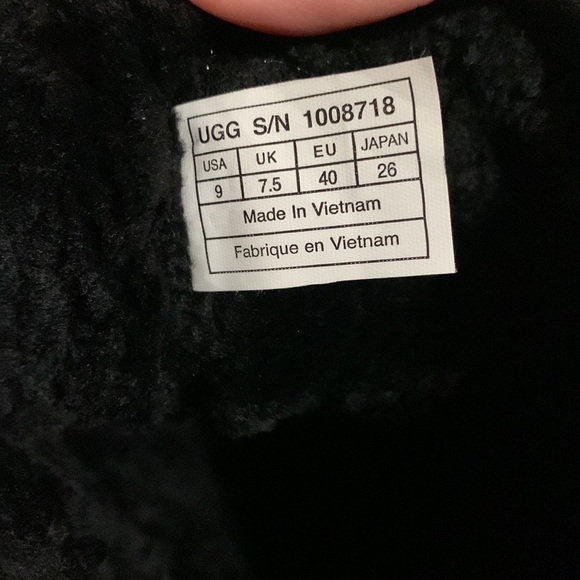 UGG S/N 1008718
USA UK EU JAPAN
9 7.5 40 26
Made In Vietnam
Fabrique en Vietnam